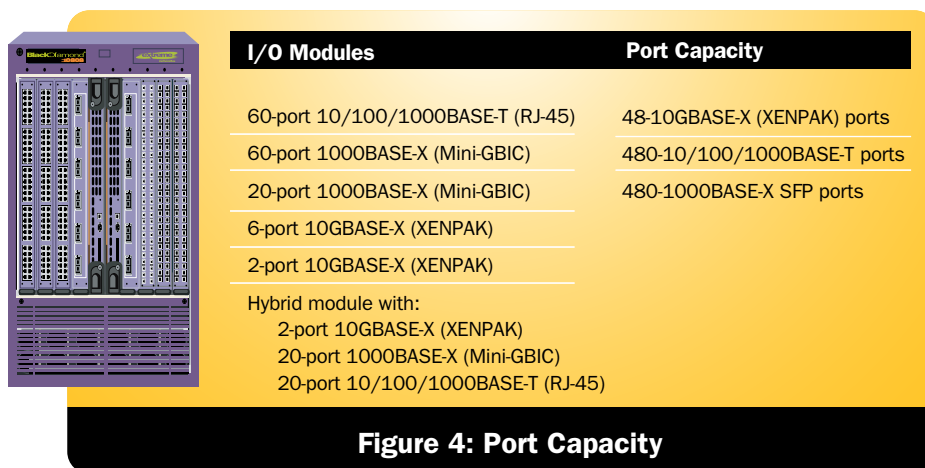 BlackDiamond
I/O Modules
Port Capacity
60-port 10/100/1000BASE-T (RJ-45)
60-port 1000BASE-X (Mini-GBIC)
20-port 1000BASE-X (Mini-GBIC)
6-port 10GBASE-X (XENPAK)
2-port 10GBASE-X (XENPAK)
Hybrid module with:
2-port 10GBASE-X (XENPAK)
20-port 1000BASE-X (Mini-GBIC)
20-port 10/100/1000BASE-T (RJ-45)
48-10GBASE-X (XENPAK) ports
480-10/100/1000BASE-T ports
480-1000BASE-X SFP ports
Figure 4: Port Capacity